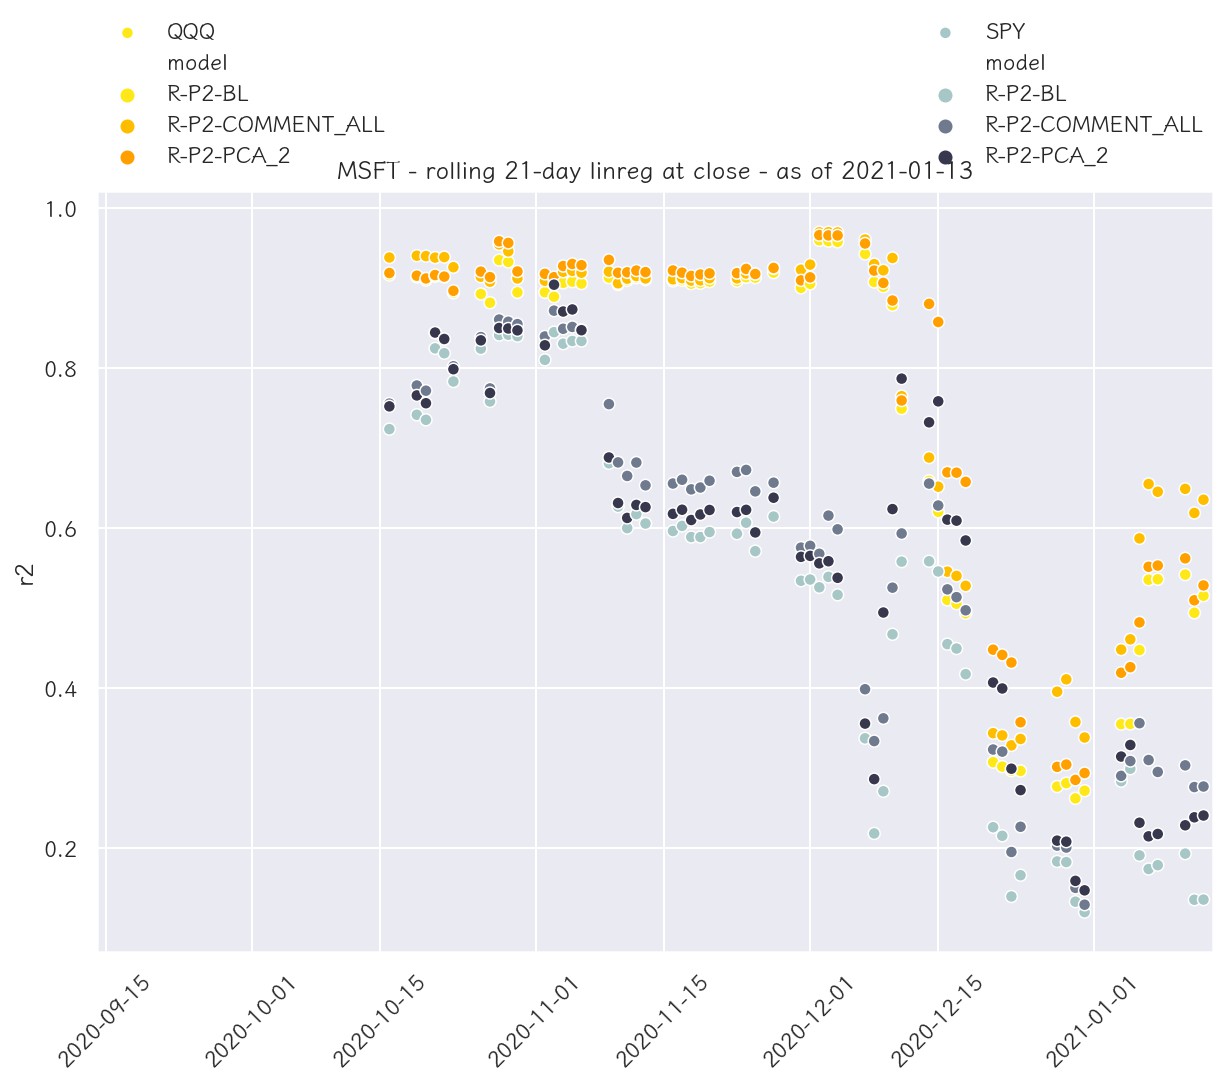 QQQ
model
R-P2-BL
R-P2-COMMENT_ALL
R-P2-PCA_2
SPY
model
R-P2-BL
R-P2-COMMENT_ALL
R-P2-PCA_2
MSFT - rolling 21-day linreg at close - as of 2021-01-13
r2
1.0
0.8
0.6
0.4
0.2
2020-09-15
2020-10-01
2020-10-15
2020-11-01
2020-11-15
2020-12-01
2020-12-15
2021-01-01